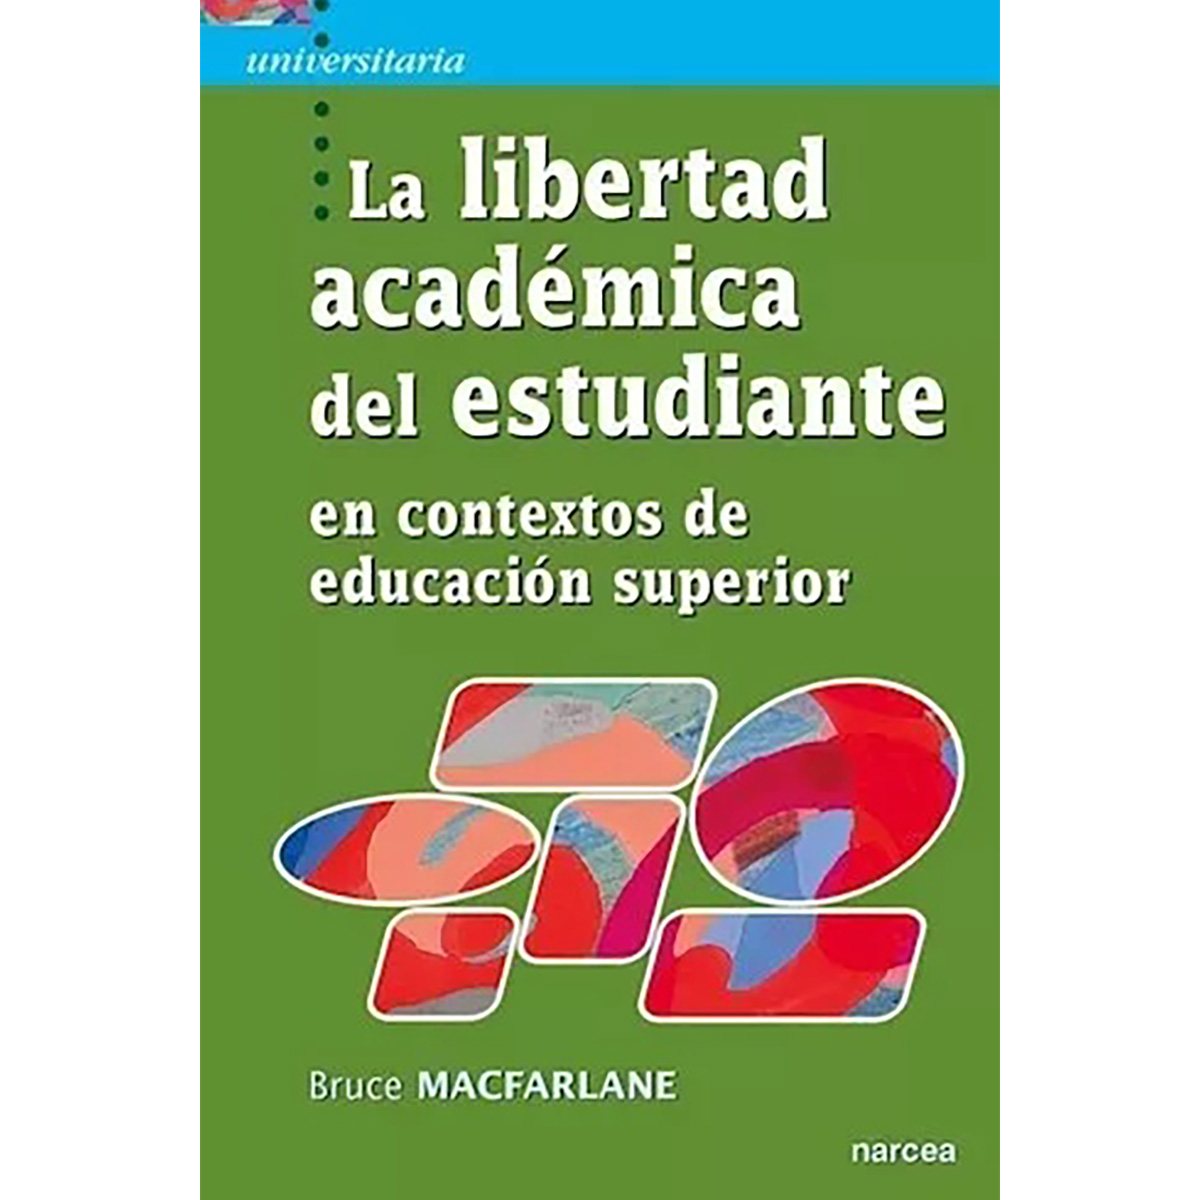 universitaria
La libertad
académica
del estudiante
en contextos de
educación superior
Bruce MACFARLANE
narcea